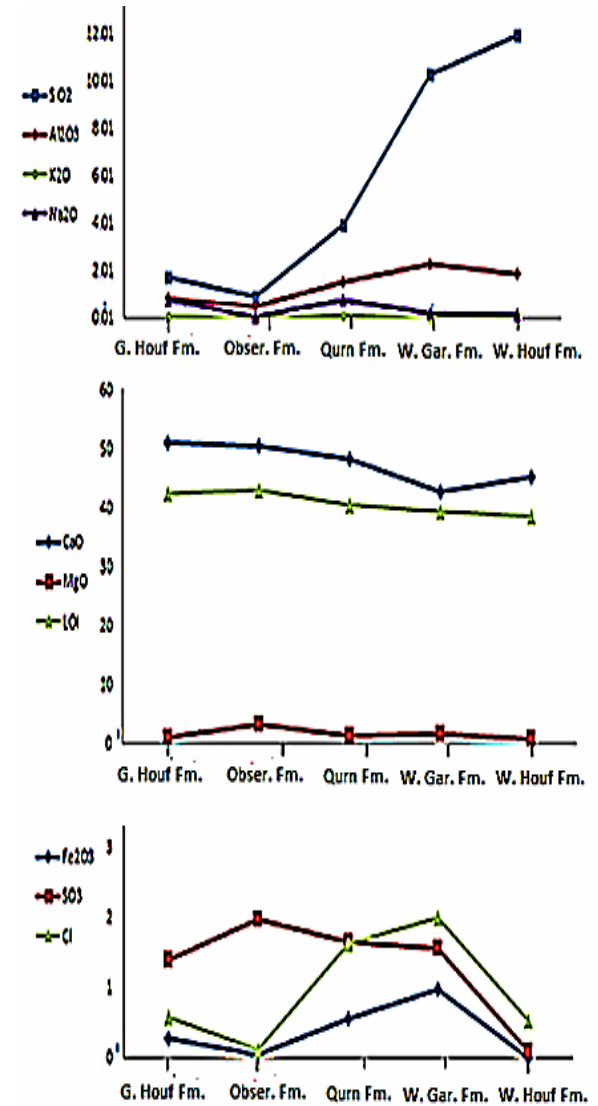 12.01
10.01
8.01
6.01
4.01
2.01
0.01
SiO2
Al2O3
K2O
Na2O
G. Houf Fm. Obser. Fm. Qurn Fm. W. Gar. Fm. W. Houf Fm.
60
50
40
30
20
10
0
CaO
MgO
LOI
G. Houf Fm. Obser. Fm. Qurn Fm. W. Gar. Fm. W. Houf Fm.
3
2
1
0
Fe2O3
SO3
Cl
G. Houf Fm. Obser. Fm. Qurn Fm. W. Gar. Fm. W. Houf Fm.